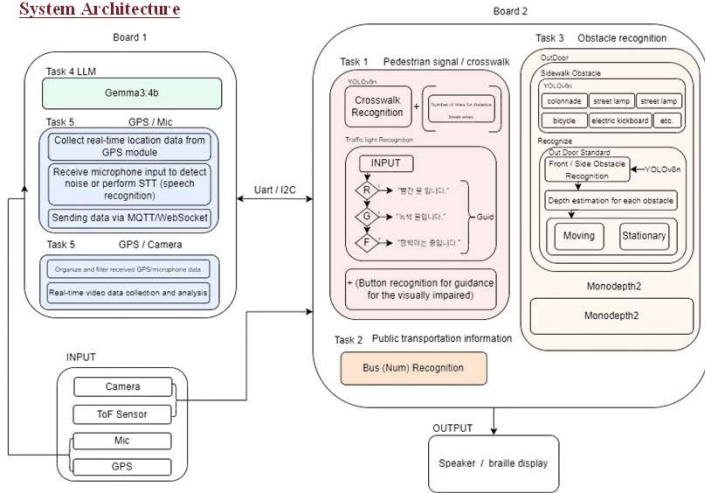 System Architecture
Board 1
Task 4 LLM
Gemma3:4b
Task 5 GPS / Mic
Collect real-time location data from
GPS module
Receive microphone input to detect
noise or perform STT (speech
recognition)
Sending data via MQTT/WebSocket
Task 5 GPS / Camera
Organize and filter received GPS/microphone data
Real-time video data collection and analysis
INPUT
Camera
ToF Sensor
Mic
GPS
Uart / I2C
Board 2
Task 1 Pedestrian signal / crosswalk
YOLOv8n
Crosswalk
Recognition
+
Number of lines for distance
Traffic light Recognition
INPUT
R
"빨간 불 입니다."
G
"녹색 불입니다."
F
"깜박이는 중입니다."
Guid
+ (Button recognition for guidance
for the visually impaired)
Task 2 Public transportation information
Bus (Num) Recognition
Task 3 Obstacle recognition
OutDoor
Sidewalk Obstacle
YOLOv8n
colonnade street lamp street lamp
bicycle electric kickboard etc.
Recognize
Out Door Standard
Front / Side Obstacle
Recognition
YOLOv8n
Depth estimation for each obstacle
Moving Stationary
Monodepth2
Monodepth2
OUTPUT
Speaker / braille display